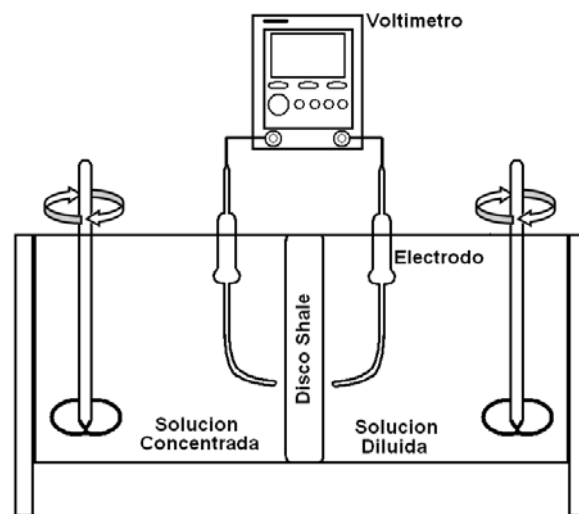 Voltimetro
Electrodo
Disco Shale
Solucion
Concentrada
Solucion
Diluida